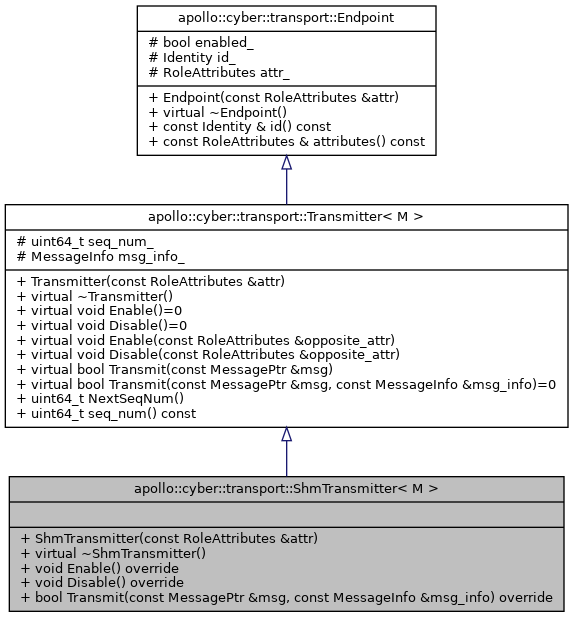 apollo::cyber::transport::Endpoint
# bool enabled_
# Identity id_
# RoleAttributes attr_
+ Endpoint(const RoleAttributes &attr)
+ virtual ~Endpoint()
+ const Identity & id() const
+ const RoleAttributes & attributes() const
apollo::cyber::transport::Transmitter< M >
# uint64_t seq_num_
# MessageInfo msg_info_
+ Transmitter(const RoleAttributes &attr)
+ virtual ~Transmitter()
+ virtual void Enable()=0
+ virtual void Disable()=0
+ virtual void Enable(const RoleAttributes &opposite_attr)
+ virtual void Disable(const RoleAttributes &opposite_attr)
+ virtual bool Transmit(const MessagePtr &msg)
+ virtual bool Transmit(const MessagePtr &msg, const MessageInfo &msg_info)=0
+ uint64_t NextSeqNum()
+ uint64_t seq_num() const
apollo::cyber::transport::ShmTransmitter< M >
+ ShmTransmitter(const RoleAttributes &attr)
+ virtual ~ShmTransmitter()
+ void Enable() override
+ void Disable() override
+ bool Transmit(const MessagePtr &msg, const MessageInfo &msg_info) override